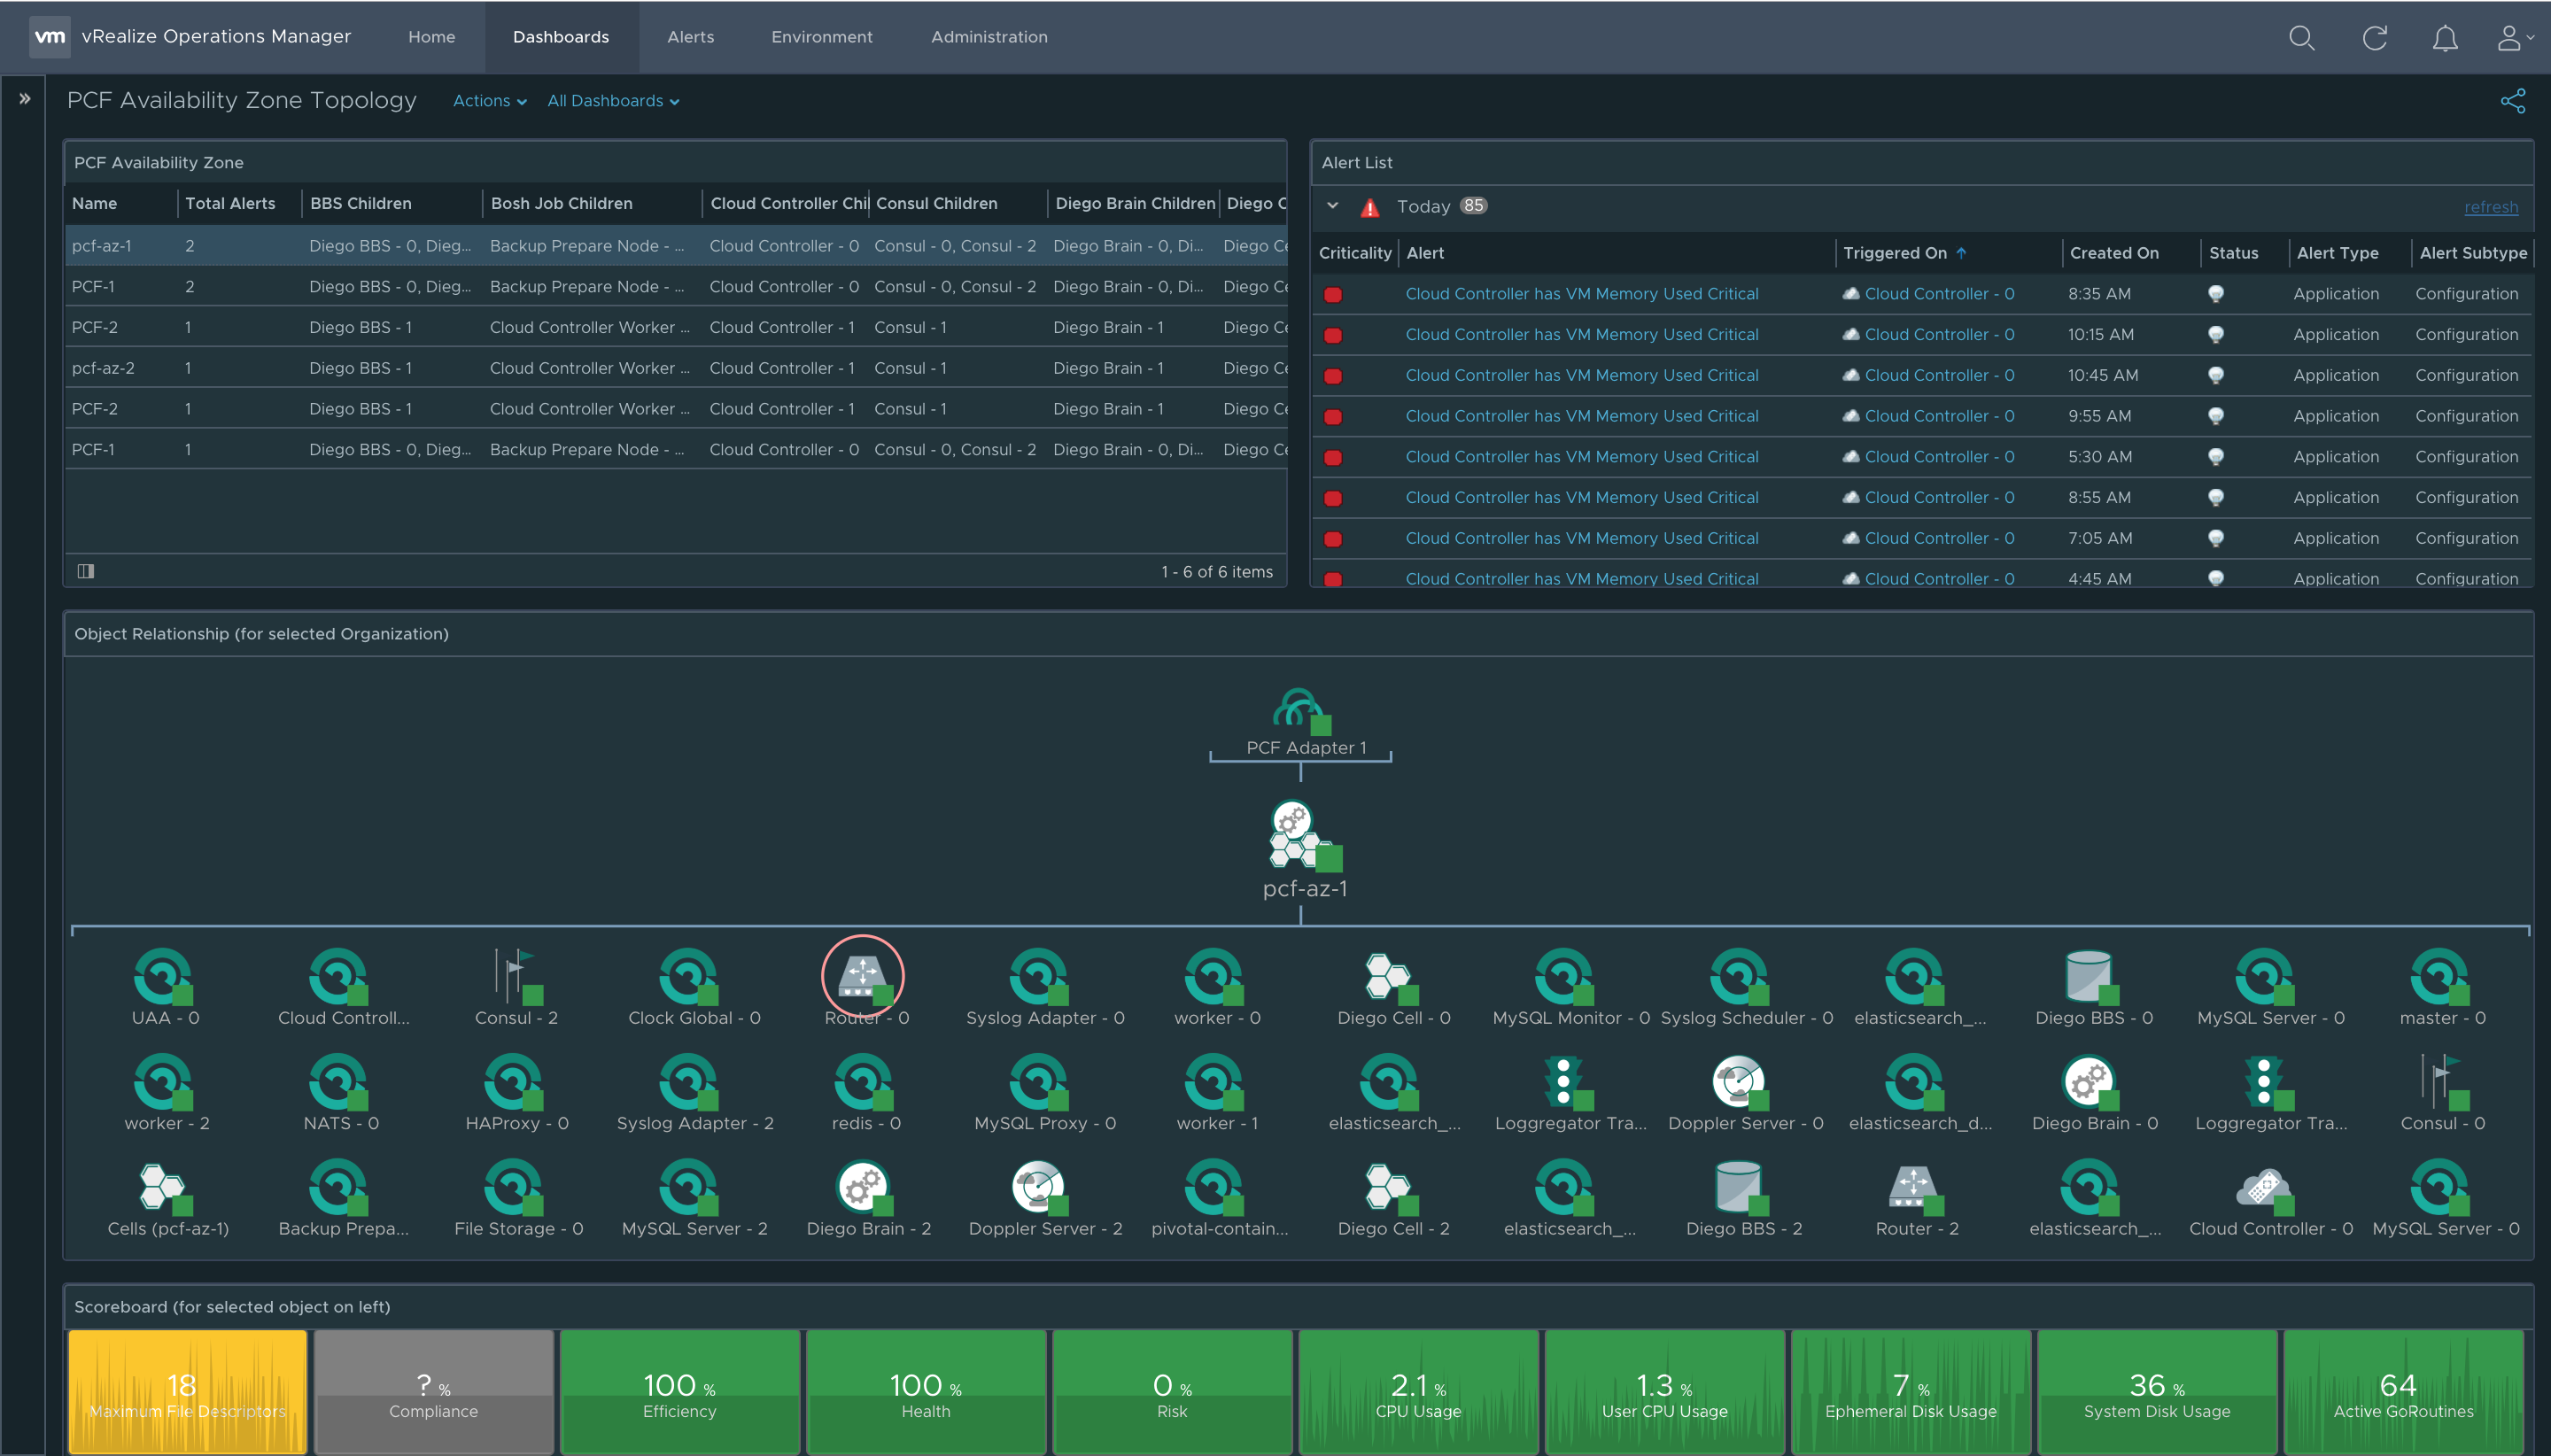 vm vRealize Operations Manager Home Dashboards Alerts Environment Administration
PCF Availability Zone Topology Actions All Dashboards
PCF Availability Zone
Name Total Alerts BBS Children Bosh Job Children Cloud Controller Chil Consul Children Diego Brain Children Diego C
pcf-az-1 2 Diego BBS - 0, Dieg... Backup Prepare Node - ... Cloud Controller - 0 Consul - 0, Consul - 2 Diego Brain - 0, Di... Diego Ce
PCF-1 2 Diego BBS - 0, Dieg... Backup Prepare Node - ... Cloud Controller - 0 Consul - 0, Consul - 2 Diego Brain - 0, Di... Diego Ce
PCF-2 1 Diego BBS - 1 Cloud Controller Worker ... Cloud Controller - 1 Consul - 1 Diego Brain - 1 Diego Ce
pcf-az-2 1 Diego BBS - 1 Cloud Controller Worker ... Cloud Controller - 1 Consul - 1 Diego Brain - 1 Diego Ce
PCF-2 1 Diego BBS - 1 Cloud Controller Worker ... Cloud Controller - 1 Consul - 1 Diego Brain - 1 Diego Ce
PCF-1 1 Diego BBS - 0, Dieg... Backup Prepare Node - ... Cloud Controller - 0 Consul - 0, Consul - 2 Diego Brain - 0, Di... Diego Ce
1 - 6 of 6 items
Alert List
Today 85 refresh
Criticality Alert Triggered On Created On Status Alert Type Alert Subtype
Cloud Controller has VM Memory Used Critical Cloud Controller - 0 8:35 AM Application Configuration
Cloud Controller has VM Memory Used Critical Cloud Controller - 0 10:15 AM Application Configuration
Cloud Controller has VM Memory Used Critical Cloud Controller - 0 10:45 AM Application Configuration
Cloud Controller has VM Memory Used Critical Cloud Controller - 0 9:55 AM Application Configuration
Cloud Controller has VM Memory Used Critical Cloud Controller - 0 5:30 AM Application Configuration
Cloud Controller has VM Memory Used Critical Cloud Controller - 0 8:55 AM Application Configuration
Cloud Controller has VM Memory Used Critical Cloud Controller - 0 7:05 AM Application Configuration
Cloud Controller has VM Memory Used Critical Cloud Controller - 0 4:45 AM Application Configuration
Object Relationship (for selected Organization)
PCF Adapter 1
pcf-az-1
UAA - 0 Cloud Controll... Consul - 2 Clock Global - 0 Router - 0 Syslog Adapter - 0 worker - 0 Diego Cell - 0 MySQL Monitor - 0 Syslog Scheduler - 0 elasticsearch_... Diego BBS - 0 MySQL Server - 0 master - 0
worker - 2 NATS - 0 HAProxy - 0 Syslog Adapter - 2 redis - 0 MySQL Proxy - 0 worker - 1 elasticsearch_... Loggregator Tra... Doppler Server - 0 elasticsearch_d... Diego Brain - 0 Loggregator Tra... Consul - 0
Cells (pcf-az-1) Backup Prepa... File Storage - 0 MySQL Server - 2 Diego Brain - 2 Doppler Server - 2 pivotal-contain... Diego Cell - 2 elasticsearch_... Diego BBS - 2 Router - 2 elasticsearch_... Cloud Controller - 0 MySQL Server - 0
Scoreboard (for selected object on left)
18 ? % 100 % 100 % 0 % 2.1 % 1.3 % 7 % 36 % 64
Maximum File Descriptors Compliance Efficiency Health Risk CPU Usage User CPU Usage Ephemeral Disk Usage System Disk Usage Active GoRoutines